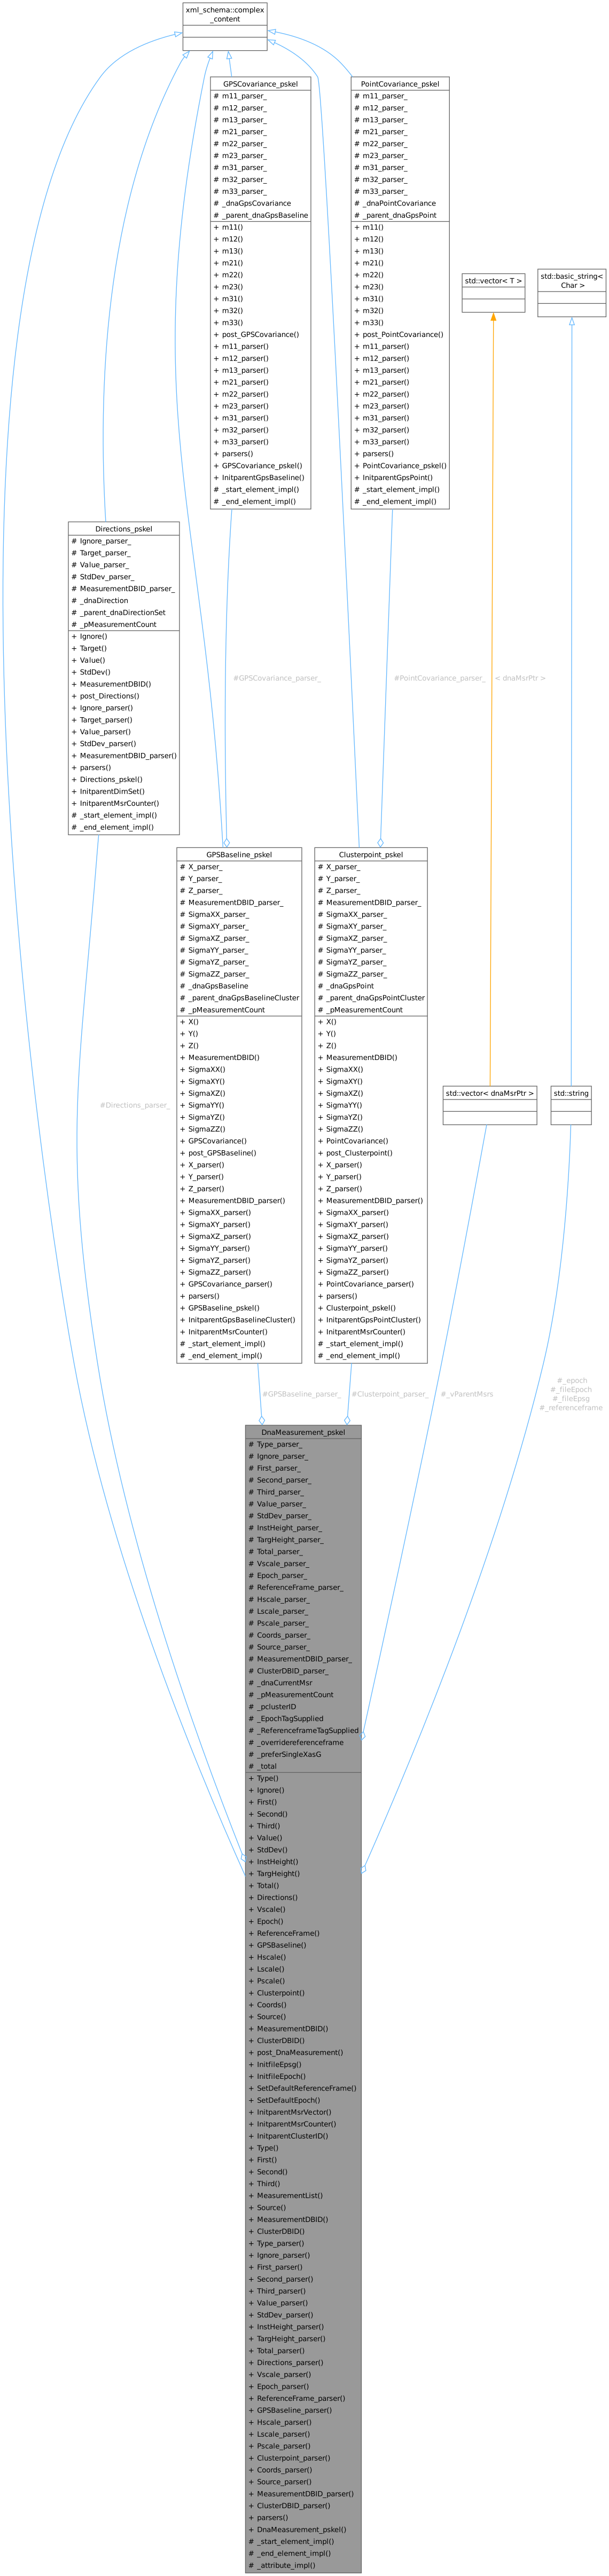 xml_schema::complex
_content
GPSCovariance_pskel
# m11_parser_
# m12_parser_
# m13_parser_
# m21_parser_
# m22_parser_
# m23_parser_
# m31_parser_
# m32_parser_
# m33_parser_
# _dnaGpsCovariance
# _parent_dnaGpsBaseline
+ m11()
+ m12()
+ m13()
+ m21()
+ m22()
+ m23()
+ m31()
+ m32()
+ m33()
+ post_GPSCovariance()
+ m11_parser()
+ m12_parser()
+ m13_parser()
+ m21_parser()
+ m22_parser()
+ m23_parser()
+ m31_parser()
+ m32_parser()
+ m33_parser()
+ parsers()
+ GPSCovariance_pskel()
+ InitparentGpsBaseline()
# _start_element_impl()
# _end_element_impl()
PointCovariance_pskel
# m11_parser_
# m12_parser_
# m13_parser_
# m21_parser_
# m22_parser_
# m23_parser_
# m31_parser_
# m32_parser_
# m33_parser_
# _dnaPointCovariance
# _parent_dnaGpsPoint
+ m11()
+ m12()
+ m13()
+ m21()
+ m22()
+ m23()
+ m31()
+ m32()
+ m33()
+ post_PointCovariance()
+ m11_parser()
+ m12_parser()
+ m13_parser()
+ m21_parser()
+ m22_parser()
+ m23_parser()
+ m31_parser()
+ m32_parser()
+ m33_parser()
+ parsers()
+ PointCovariance_pskel()
+ InitparentGpsPoint()
# _start_element_impl()
# _end_element_impl()
std::vector< T >
std::basic_string<
Char >
Directions_pskel
# Ignore_parser_
# Target_parser_
# Value_parser_
# StdDev_parser_
# MeasurementDBID_parser_
# _dnaDirection
# _parent_dnaDirectionSet
# _pMeasurementCount
+ Ignore()
+ Target()
+ Value()
+ StdDev()
+ MeasurementDBID()
+ post_Directions()
+ Ignore_parser()
+ Target_parser()
+ Value_parser()
+ StdDev_parser()
+ MeasurementDBID_parser()
+ parsers()
+ Directions_pskel()
+ InitparentDirnSet()
+ InitparentMsrCounter()
# _start_element_impl()
# _end_element_impl()
#GPSCovariance_parser_
#PointCovariance_parser_
< dnaMsrPtr >
GPSBaseline_pskel
# X_parser_
# Y_parser_
# Z_parser_
# MeasurementDBID_parser_
# SigmaXX_parser_
# SigmaXY_parser_
# SigmaXZ_parser_
# SigmaYY_parser_
# SigmaYZ_parser_
# SigmaZZ_parser_
# _dnaGpsBaseline
# _parent_dnaGpsBaselineCluster
# _pMeasurementCount
+ X()
+ Y()
+ Z()
+ MeasurementDBID()
+ SigmaXX()
+ SigmaXY()
+ SigmaXZ()
+ SigmaYY()
+ SigmaYZ()
+ SigmaZZ()
+ GPSCovariance()
+ post_GPSBaseline()
+ X_parser()
+ Y_parser()
+ Z_parser()
+ MeasurementDBID_parser()
+ SigmaXX_parser()
+ SigmaXY_parser()
+ SigmaXZ_parser()
+ SigmaYY_parser()
+ SigmaYZ_parser()
+ SigmaZZ_parser()
+ GPSCovariance_parser()
+ parsers()
+ GPSBaseline_pskel()
+ InitparentGpsBaselineCluster()
+ InitparentMsrCounter()
# _start_element_impl()
# _end_element_impl()
Clusterpoint_pskel
# X_parser_
# Y_parser_
# Z_parser_
# MeasurementDBID_parser_
# SigmaXX_parser_
# SigmaXY_parser_
# SigmaXZ_parser_
# SigmaYY_parser_
# SigmaYZ_parser_
# SigmaZZ_parser_
# _dnaGpsPoint
# _parent_dnaGpsPointCluster
# _pMeasurementCount
+ X()
+ Y()
+ Z()
+ MeasurementDBID()
+ SigmaXX()
+ SigmaXY()
+ SigmaXZ()
+ SigmaYY()
+ SigmaYZ()
+ SigmaZZ()
+ PointCovariance()
+ post_Clusterpoint()
+ X_parser()
+ Y_parser()
+ Z_parser()
+ MeasurementDBID_parser()
+ SigmaXX_parser()
+ SigmaXY_parser()
+ SigmaXZ_parser()
+ SigmaYY_parser()
+ SigmaYZ_parser()
+ SigmaZZ_parser()
+ PointCovariance_parser()
+ parsers()
+ Clusterpoint_pskel()
+ InitparentGpsPointCluster()
+ InitparentMsrCounter()
# _start_element_impl()
# _end_element_impl()
std::vector< dnaMsrPtr >
std::string
#Directions_parser_
#GPSBaseline_parser_
#Clusterpoint_parser_
#_vParentMsrs
#_epoch
#_fileEpoch
#_fileEpsg
#_referenceframe
DnaMeasurement_pskel
# Type_parser_
# Ignore_parser_
# First_parser_
# Second_parser_
# Third_parser_
# Value_parser_
# StdDev_parser_
# InstHeight_parser_
# TargHeight_parser_
# Total_parser_
# Vscale_parser_
# Epoch_parser_
# ReferenceFrame_parser_
# Hscale_parser_
# Lscale_parser_
# Pscale_parser_
# Coords_parser_
# Source_parser_
# MeasurementDBID_parser_
# ClusterDBID_parser_
# _dnaCurrentMsr
# _pMeasurementCount
# _pclusterID
# _EpochTagSupplied
# _ReferenceframeTagSupplied
# _overridereferenceframe
# _preferSingleXasG
# _total
+ Type()
+ Ignore()
+ First()
+ Second()
+ Third()
+ Value()
+ StdDev()
+ InstHeight()
+ TargHeight()
+ Total()
+ Directions()
+ Vscale()
+ Epoch()
+ ReferenceFrame()
+ GPSBaseline()
+ Hscale()
+ Lscale()
+ Pscale()
+ Clusterpoint()
+ Coords()
+ Source()
+ MeasurementDBID()
+ ClusterDBID()
+ post_DnaMeasurement()
+ InitfileEpsg()
+ InitfileEpoch()
+ SetDefaultReferenceFrame()
+ SetDefaultEpoch()
+ InitparentMsrVector()
+ InitparentMsrCounter()
+ InitparentClusterID()
+ Type()
+ First()
+ Second()
+ Third()
+ MeasurementList()
+ Source()
+ MeasurementDBID()
+ ClusterDBID()
+ Type_parser()
+ Ignore_parser()
+ First_parser()
+ Second_parser()
+ Third_parser()
+ Value_parser()
+ StdDev_parser()
+ InstHeight_parser()
+ TargHeight_parser()
+ Total_parser()
+ Directions_parser()
+ Vscale_parser()
+ Epoch_parser()
+ ReferenceFrame_parser()
+ GPSBaseline_parser()
+ Hscale_parser()
+ Lscale_parser()
+ Pscale_parser()
+ Clusterpoint_parser()
+ Coords_parser()
+ Source_parser()
+ MeasurementDBID_parser()
+ ClusterDBID_parser()
+ parsers()
+ DnaMeasurement_pskel()
# _start_element_impl()
# _end_element_impl()
# _attribute_impl()